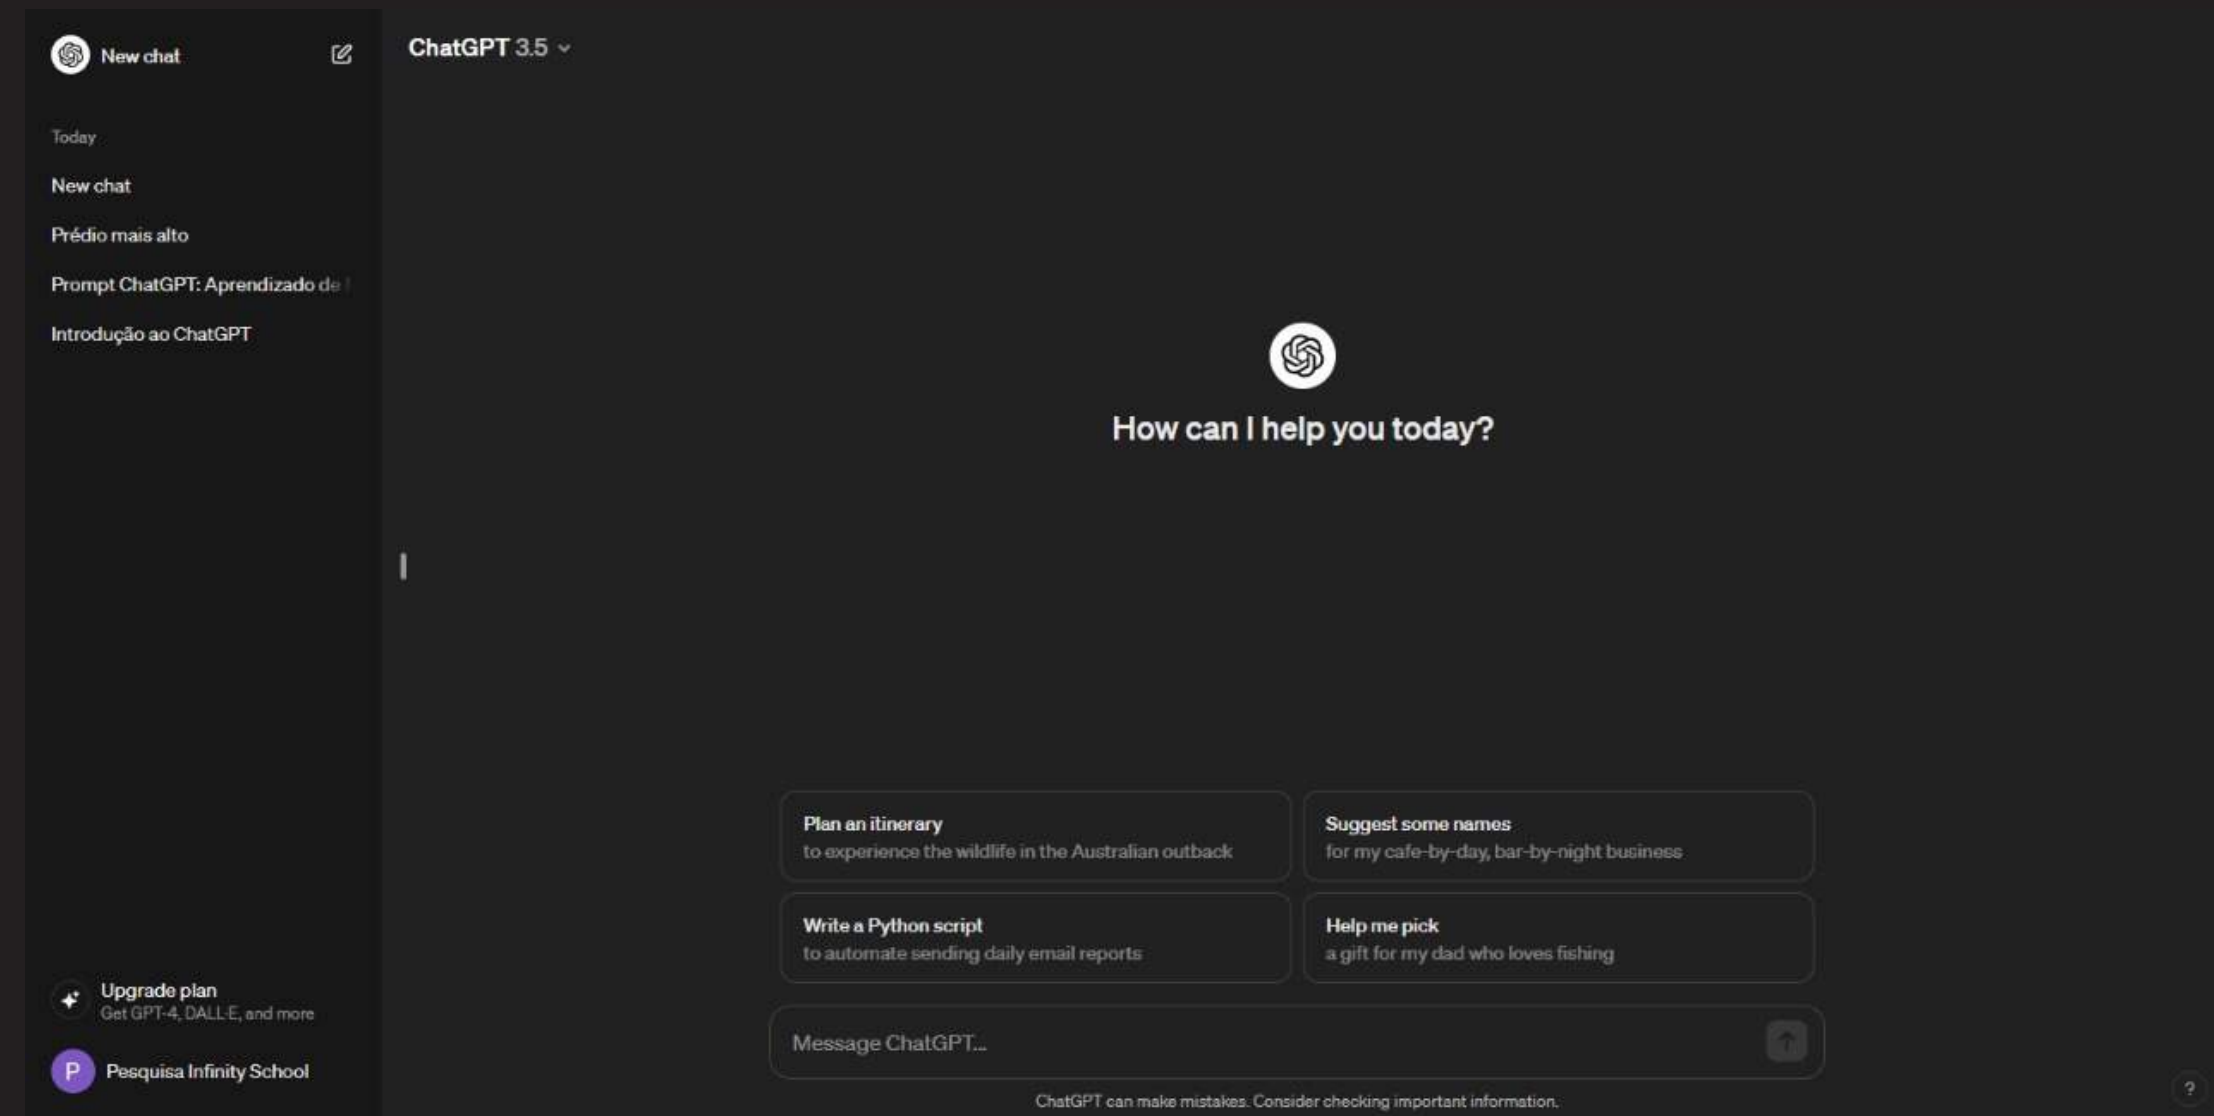 New chat
Today
New chat
Prédio mais alto
Prompt ChatGPT: Aprendizado de
Introdução ao ChatGPT
Upgrade plan
Get GPT-4, DALL·E, and more
P
Pesquisa Infinity School
ChatGPT 3.5
How can I help you today?
Plan an itinerary
to experience the wildlife in the Australian outback
Suggest some names
for my cafe-by-day, bar-by-night business
Write a Python script
to automate sending daily email reports
Help me pick
a gift for my dad who loves fishing
Message ChatGPT...
ChatGPT can make mistakes. Consider checking important information.
?